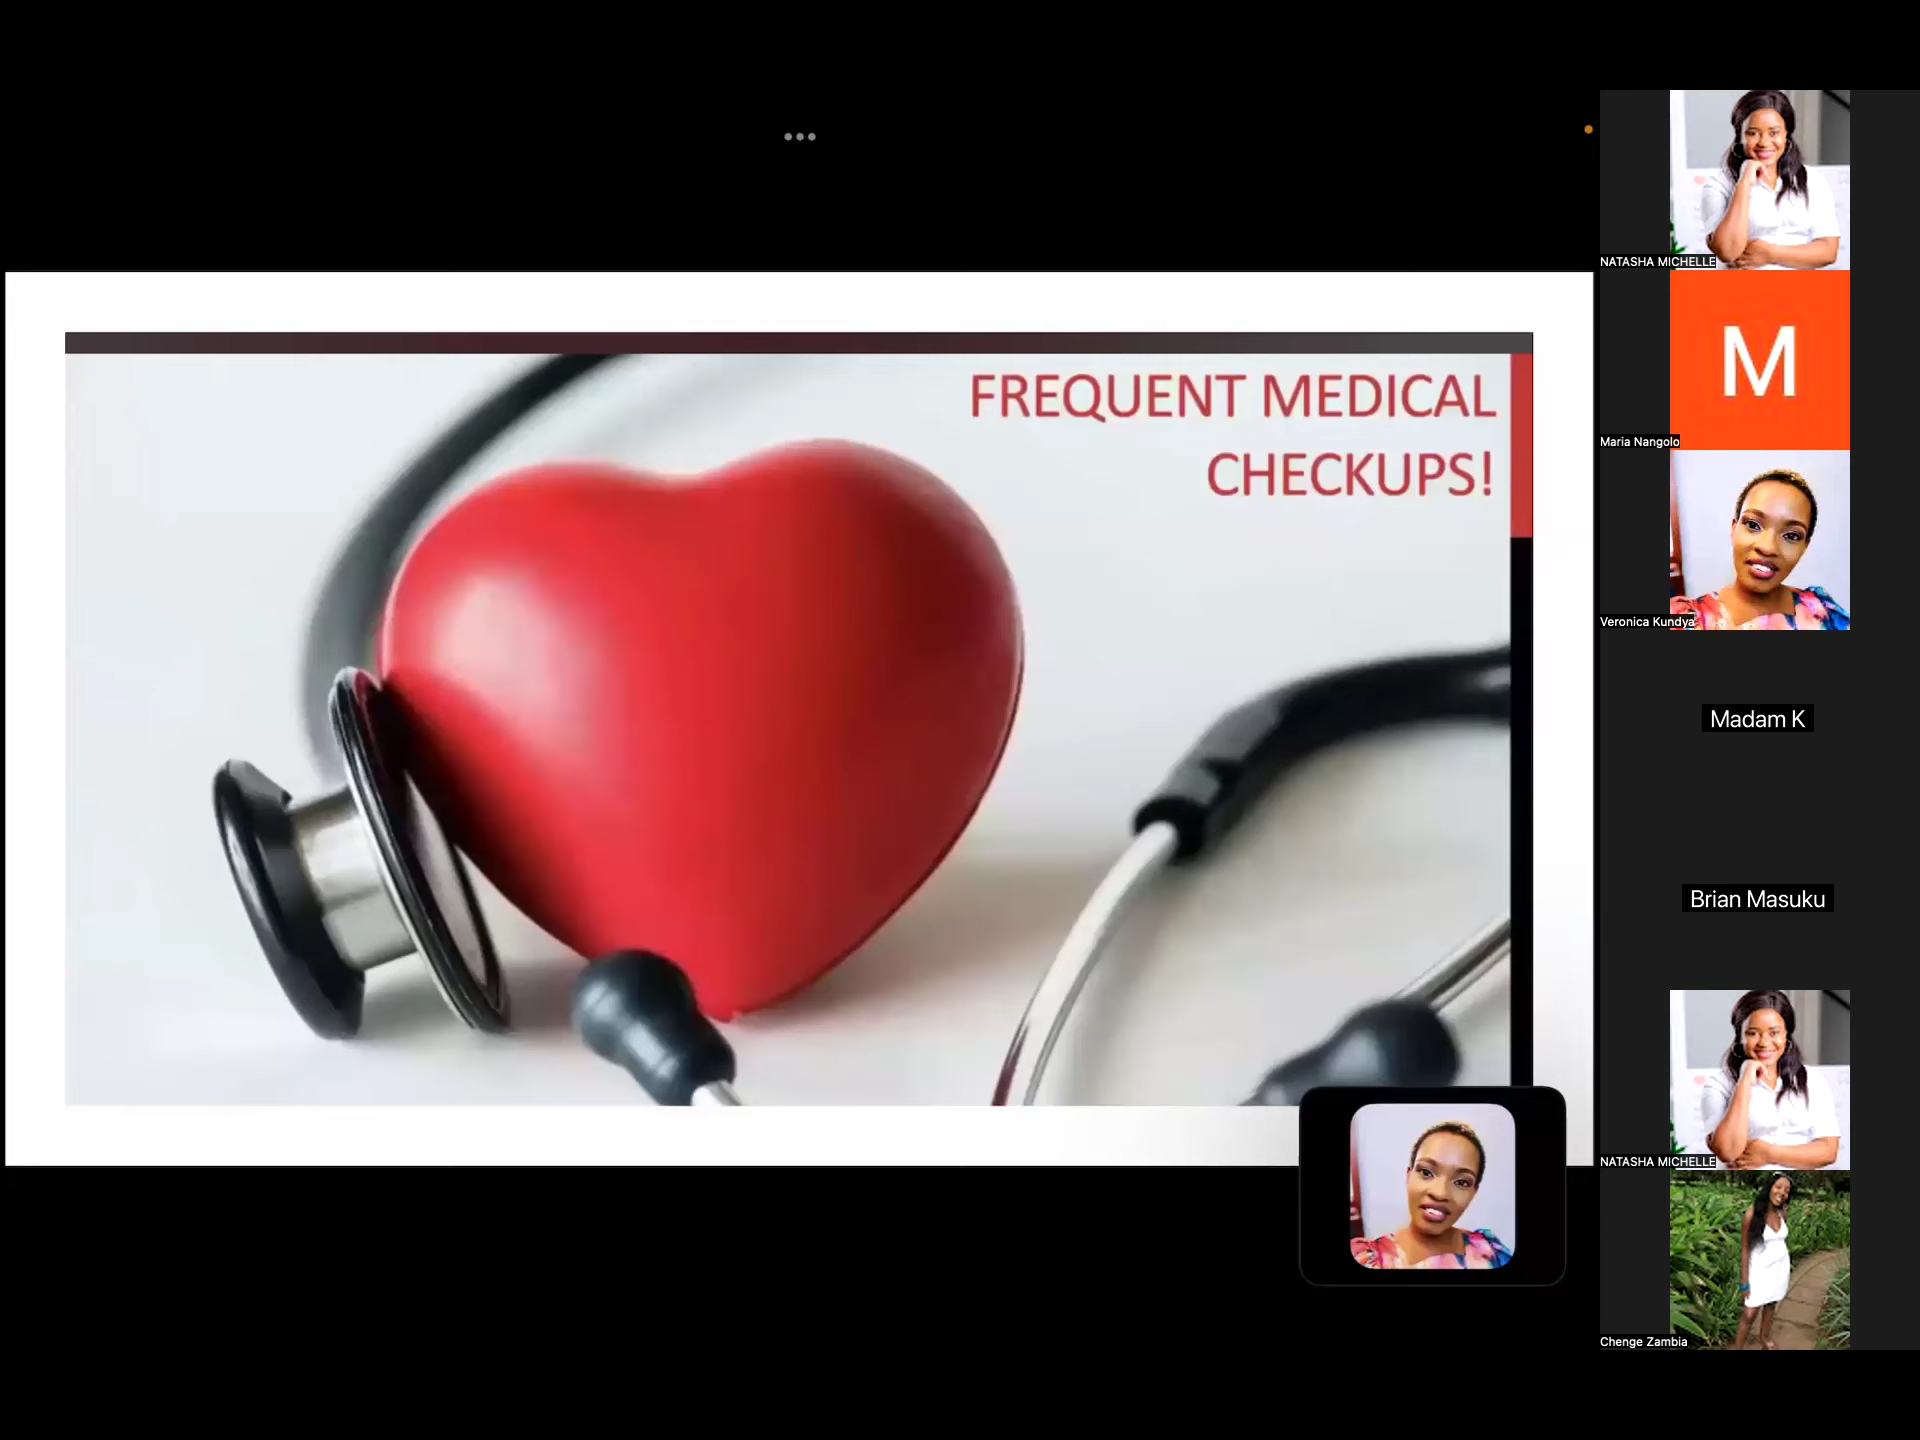 FREQUENT MEDICAL
CHECKUPS!
NATASHA MICHELLE
M
Maria Nangolo
Veronica Kundya
Madam K
Brian Masuku
NATASHA MICHELLE
Chenge Zambia